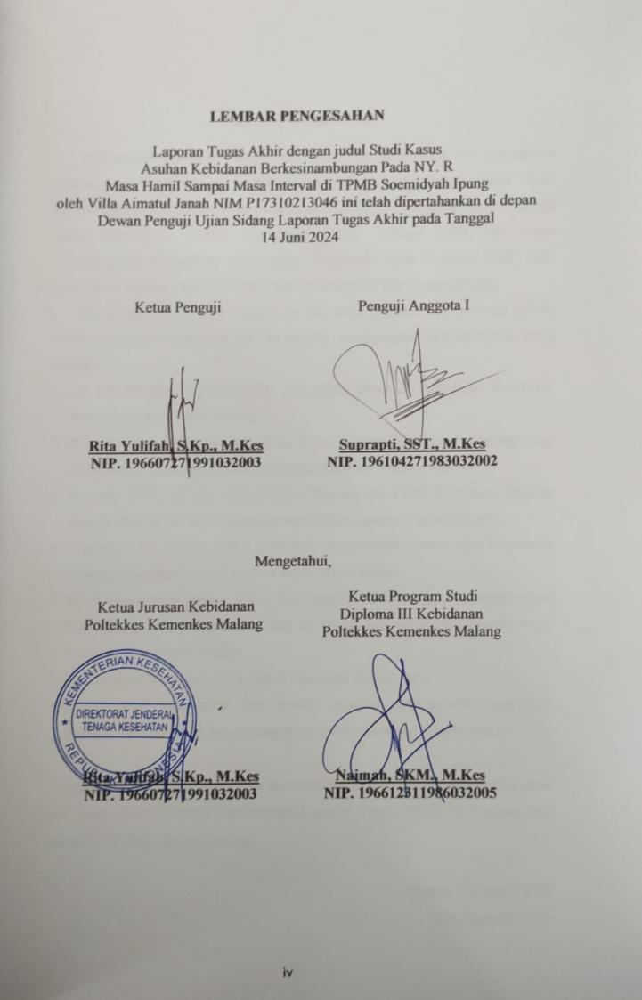 LEMBAR PENGESAHAN
Laporan Tugas Akhir dengan judul Studi Kasus
Asuhan Kebidanan Berkesinambungan Pada NY. R
Masa Hamil Sampai Masa Interval di TPMB Soemidyah Ipung
oleh Villa Aimatul Janah NIM P17310213046 ini telah dipertahankan di depan
Dewan Penguji Ujian Sidang Laporan Tugas Akhir pada Tanggal
14 Juni 2024
Ketua Penguji
Rita Yulifah, S.Kp., M.Kes
NIP. 196607271991032003
Penguji Anggota I
Suprapti, SST., M.Kes
NIP. 196104271983032002
Mengetahui,
Ketua Jurusan Kebidanan
Poltekkes Kemenkes Malang
KEMENTERIAN KESEHATAN
DIREKTORAT JENDERAL
TENAGA KESEHATAN
REPUBLIK INDONESIA
Rita Yulifah, S.Kp., M.Kes
NIP. 196607271991032003
Ketua Program Studi
Diploma III Kebidanan
Poltekkes Kemenkes Malang
Naimah, SKM., M.Kes
NIP. 196612311986032005
iv